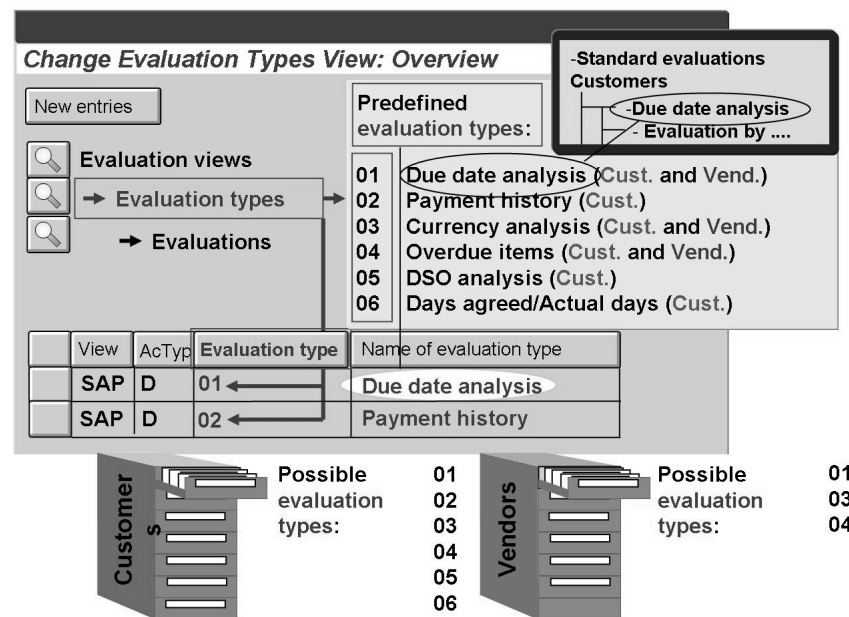 Change Evaluation Types View: Overview
-Standard evaluations
Customers
-Due date analysis
- Evaluation by ....
New entries
Evaluation views
→ Evaluation types
→ Evaluations
Predefined
evaluation types:
01 Due date analysis (Cust. and Vend.)
02 Payment history (Cust.)
03 Currency analysis (Cust. and Vend.)
04 Overdue items (Cust. and Vend.)
05 DSO analysis (Cust.)
06 Days agreed/Actual days (Cust.)
View AcTyp Evaluation type Name of evaluation type
SAP D 01 Due date analysis
SAP D 02 Payment history
Customer
s
Possible
evaluation
types:
01
02
03
04
05
06
Vendors
Possible
evaluation
types:
01
03
04